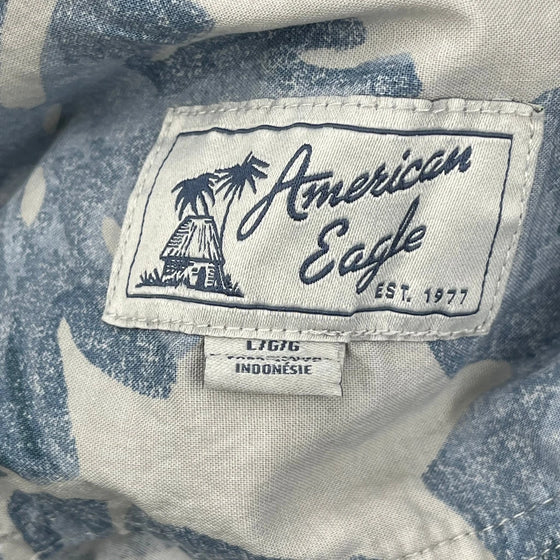 American
Eagle
EST. 1977
L/G/G
INDONÉSIE